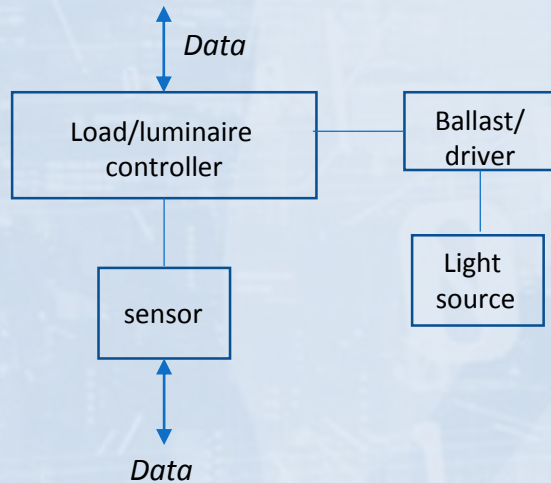 Data
Load/luminaire
controller
Ballast/
driver
Light
source
sensor
Data